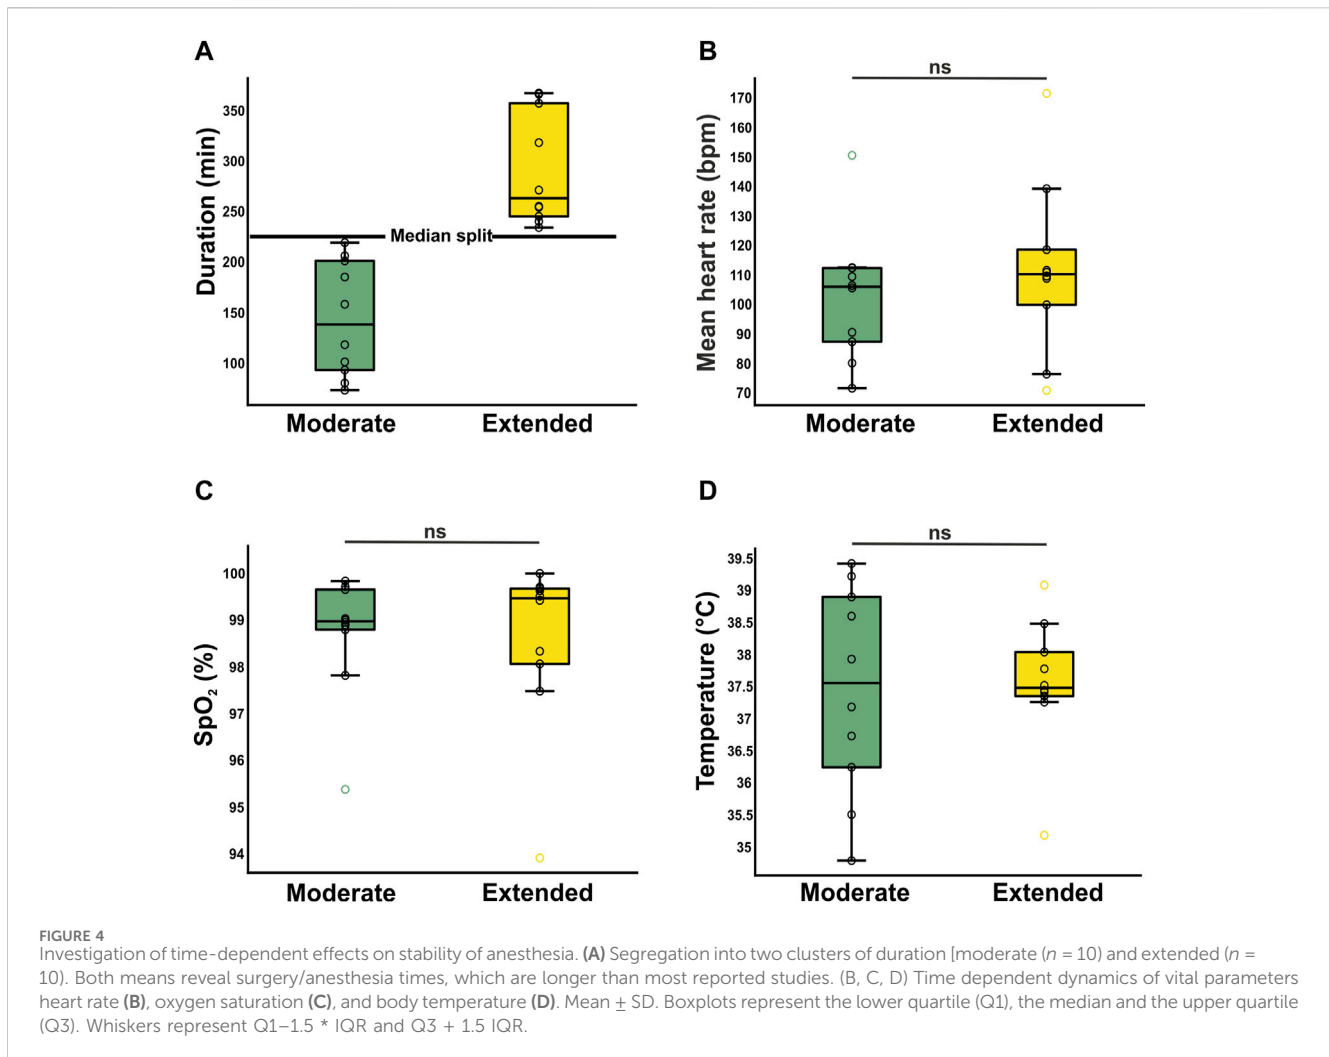 A
Duration (min)
350
300
250
200
150
100
Median split
Moderate
Extended
B
ns
Mean heart rate (bpm)
170
160
150
140
130
120
110
100
90
80
70
Moderate
Extended
C
ns
SpO2 (%)
100
99
98
97
96
95
94
Moderate
Extended
D
ns
Temperature (°C)
39.5
39
38.5
38
37.5
37
36.5
36
35.5
35
Moderate
Extended
FIGURE 4
Investigation of time-dependent effects on stability of anesthesia. (A) Segregation into two clusters of duration [moderate (n = 10) and extended (n =
10). Both means reveal surgery/anesthesia times, which are longer than most reported studies. (B, C, D) Time dependent dynamics of vital parameters
heart rate (B), oxygen saturation (C), and body temperature (D). Mean ± SD. Boxplots represent the lower quartile (Q1), the median and the upper quartile
(Q3). Whiskers represent Q1–1.5 * IQR and Q3 + 1.5 IQR.